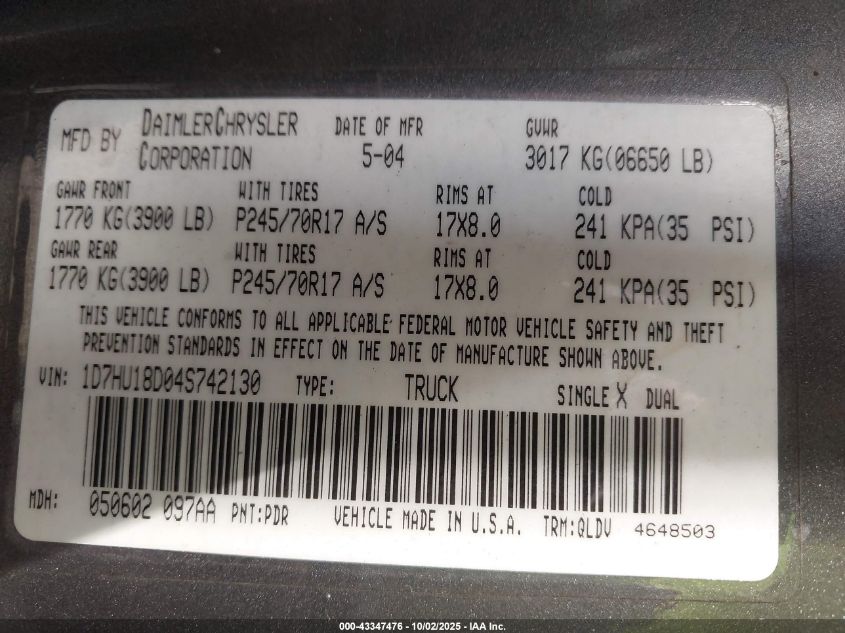 MFD BY DAIMLERCHRYSLER CORPORATION
DATE OF MFR
5-04
GVWR
3017 KG(06650 LB)
GAWR FRONT WITH TIRES RIMS AT COLD
1770 KG(3900 LB) P245/70R17 A/S 17X8.0 241 KPA(35 PSI)
GAWR REAR WITH TIRES RIMS AT COLD
1770 KG(3900 LB) P245/70R17 A/S 17X8.0 241 KPA(35 PSI)
THIS VEHICLE CONFORMS TO ALL APPLICABLE FEDERAL MOTOR VEHICLE SAFETY AND THEFT
PREVENTION STANDARDS IN EFFECT ON THE DATE OF MANUFACTURE SHOWN ABOVE.
VIN: 1D7HU18D04S742130 TYPE: TRUCK SINGLE X DUAL
MDH: 050602 097AA PNT:PDR VEHICLE MADE IN U.S.A. TRM:QLDV 4648503
000-43347476 - 10/02/2025 - IAA Inc.